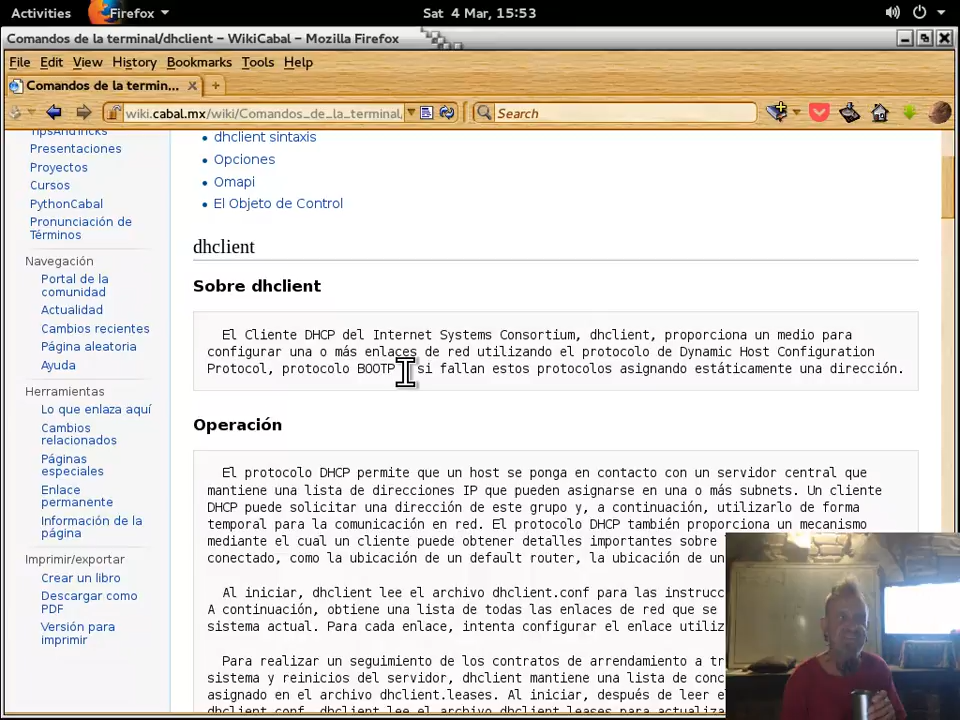 Activities Firefox Sat 4 Mar, 15:53
Comandos de la terminal/dhclient – WikiCabal – Mozilla Firefox
File Edit View History Bookmarks Tools Help
Comandos de la termin...
wiki.cabal.mx/wiki/Comandos_de_la_terminal, Search
TipsAndTricks
Presentaciones
Proyectos
Cursos
PythonCabal
Pronunciación de
Términos
Navegación
Portal de la
comunidad
Actualidad
Cambios recientes
Página aleatoria
Ayuda
Herramientas
Lo que enlaza aquí
Cambios
relacionados
Páginas
especiales
Enlace
permanente
Información de la
página
Imprimir/exportar
Crear un libro
Descargar como
PDF
Versión para
imprimir
dhclient sintaxis
Opciones
Omapi
El Objeto de Control
dhclient
Sobre dhclient
El Cliente DHCP del Internet Systems Consortium, dhclient, proporciona un medio para
configurar una o más enlaces de red utilizando el protocolo de Dynamic Host Configuration
Protocol, protocolo BOOTP si fallan estos protocolos asignando estáticamente una dirección.
Operación
El protocolo DHCP permite que un host se ponga en contacto con un servidor central que
mantiene una lista de direcciones IP que pueden asignarse en una o más subnets. Un cliente
DHCP puede solicitar una dirección de este grupo y, a continuación, utilizarlo de forma
temporal para la comunicación en red. El protocolo DHCP también proporciona un mecanismo
mediante el cual un cliente puede obtener detalles importantes sobre
conectado, como la ubicación de un default router, la ubicación de un
Al iniciar, dhclient lee el archivo dhclient.conf para las instrucc
A continuación, obtiene una lista de todas las enlaces de red que se
sistema actual. Para cada enlace, intenta configurar el enlace utiliz
Para realizar un seguimiento de los contratos de arrendamiento a tr
sistema y reinicios del servidor, dhclient mantiene una lista de conc
asignado en el archivo dhclient.leases. Al iniciar, después de leer e
dhclient.conf, dhclient lee el archivo dhclient.leases para actualiza